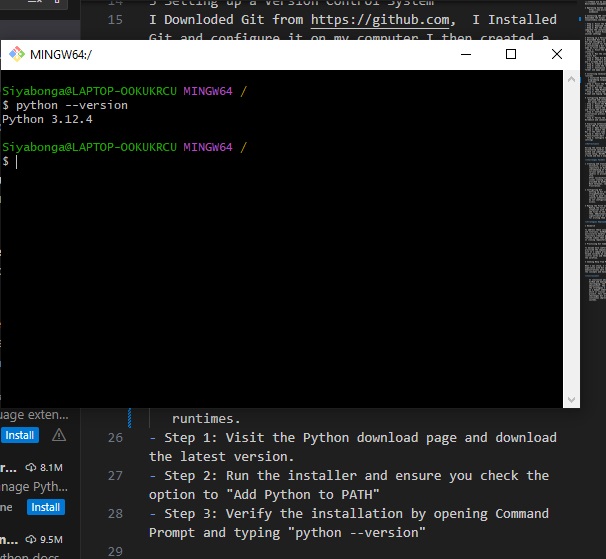 14
3 Setting up a Version Control System
15
I Downloded Git from https://github.com,  I Installed
Git and configure it on my computer I then created a
MINGW64:/
Siyabonga@LAPTOP-OOKUKRCU MINGW64 /
$ python --version
Python 3.12.4
Siyabonga@LAPTOP-OOKUKRCU MINGW64 /
$
runtimes.
26
- Step 1: Visit the Python download page and download
the latest version.
27
- Step 2: Run the installer and ensure you check the
option to "Add Python to PATH"
28
- Step 3: Verify the installation by opening Command
Prompt and typing "python --version"
29
uage exten...
Install
r... 8.1M
nage Pyth...
ne Install
n... 9.5M
python docs